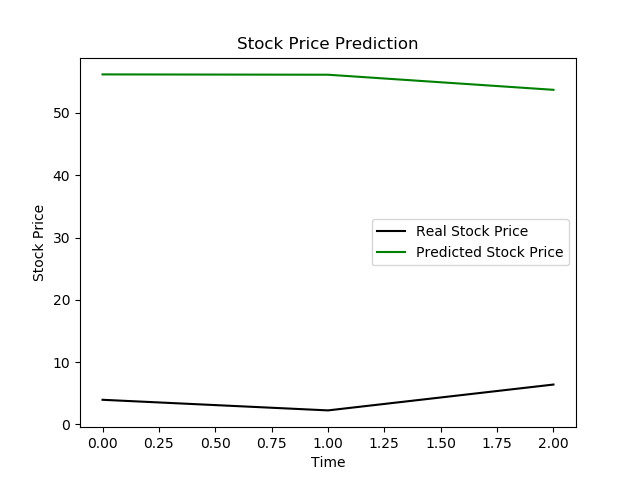 Stock Price Prediction
Stock Price
50
40
30
20
10
0
Real Stock Price
Predicted Stock Price
0.00 0.25 0.50 0.75 1.00 1.25 1.50 1.75 2.00
Time